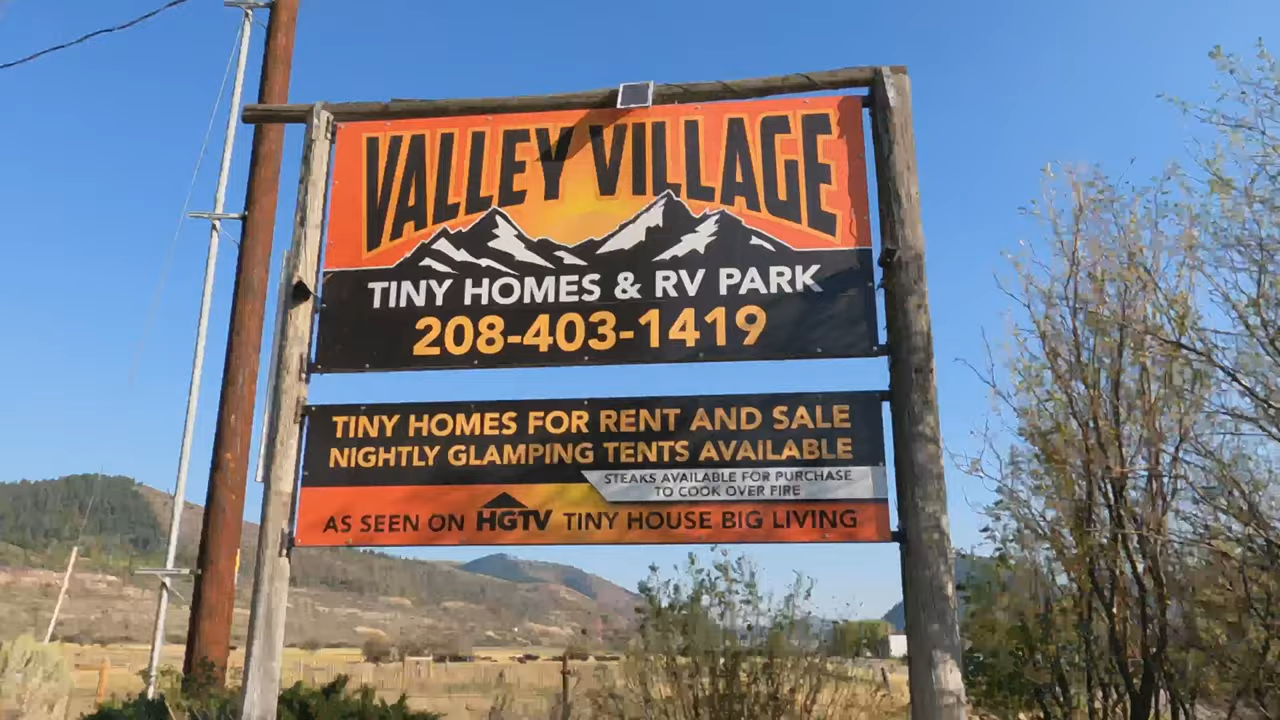 VALLEY VILLAGE
TINY HOMES & RV PARK
208-403-1419
TINY HOMES FOR RENT AND SALE
NIGHTLY GLAMPING TENTS AVAILABLE
STEAKS AVAILABLE FOR PURCHASE
TO COOK OVER FIRE
AS SEEN ON HGTV TINY HOUSE BIG LIVING